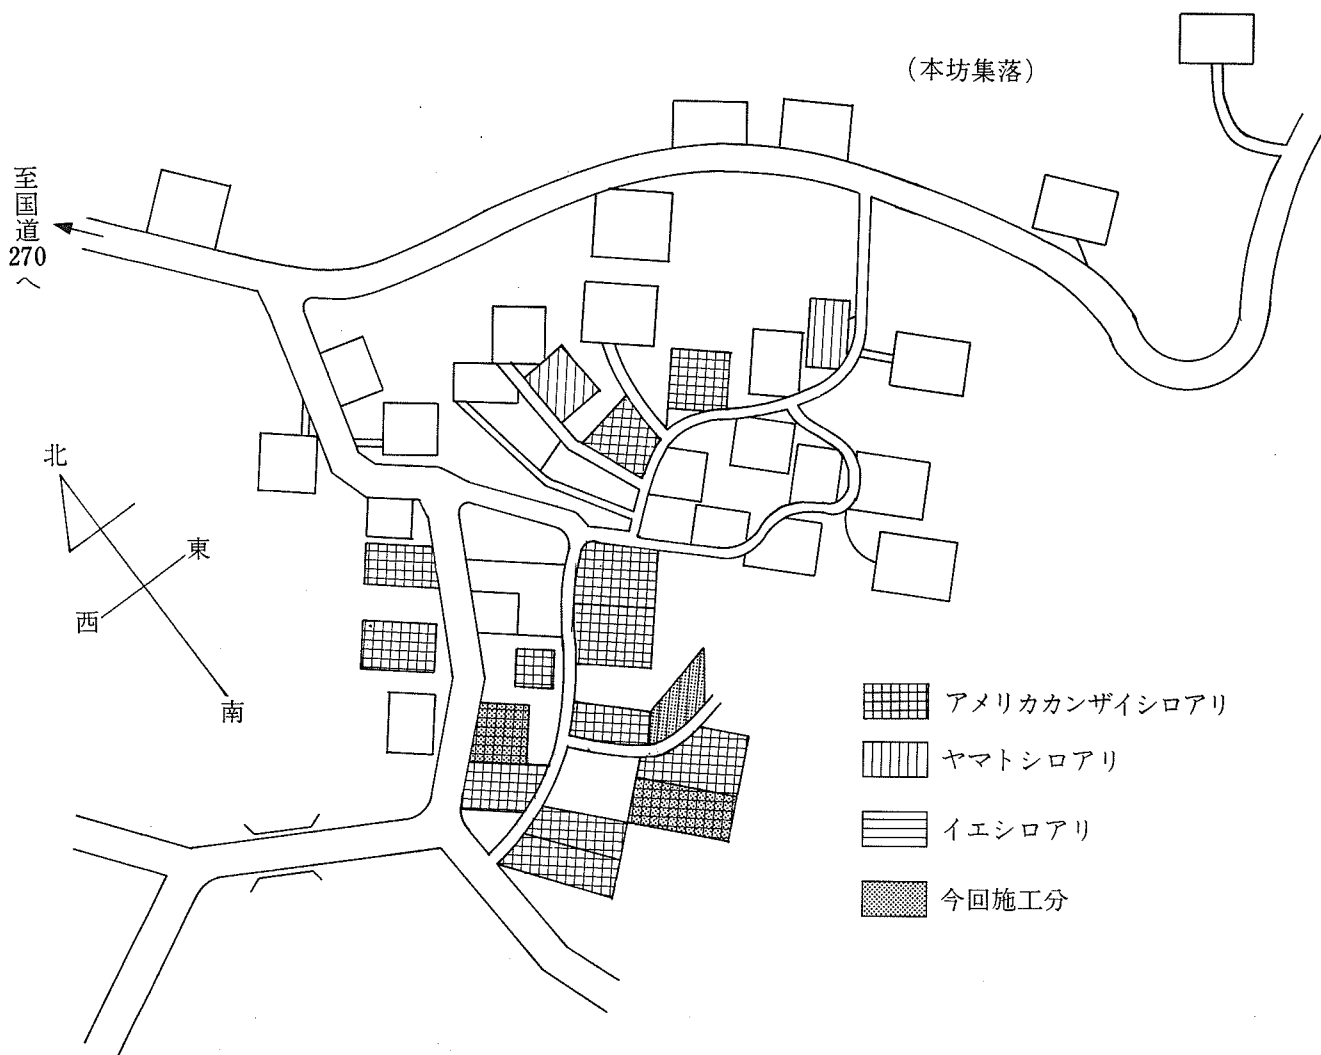 (本坊集落)
至国道270へ
北
東
西
南
アメリカカンザイシロアリ
ヤマトシロアリ
イエシロアリ
今回施工分